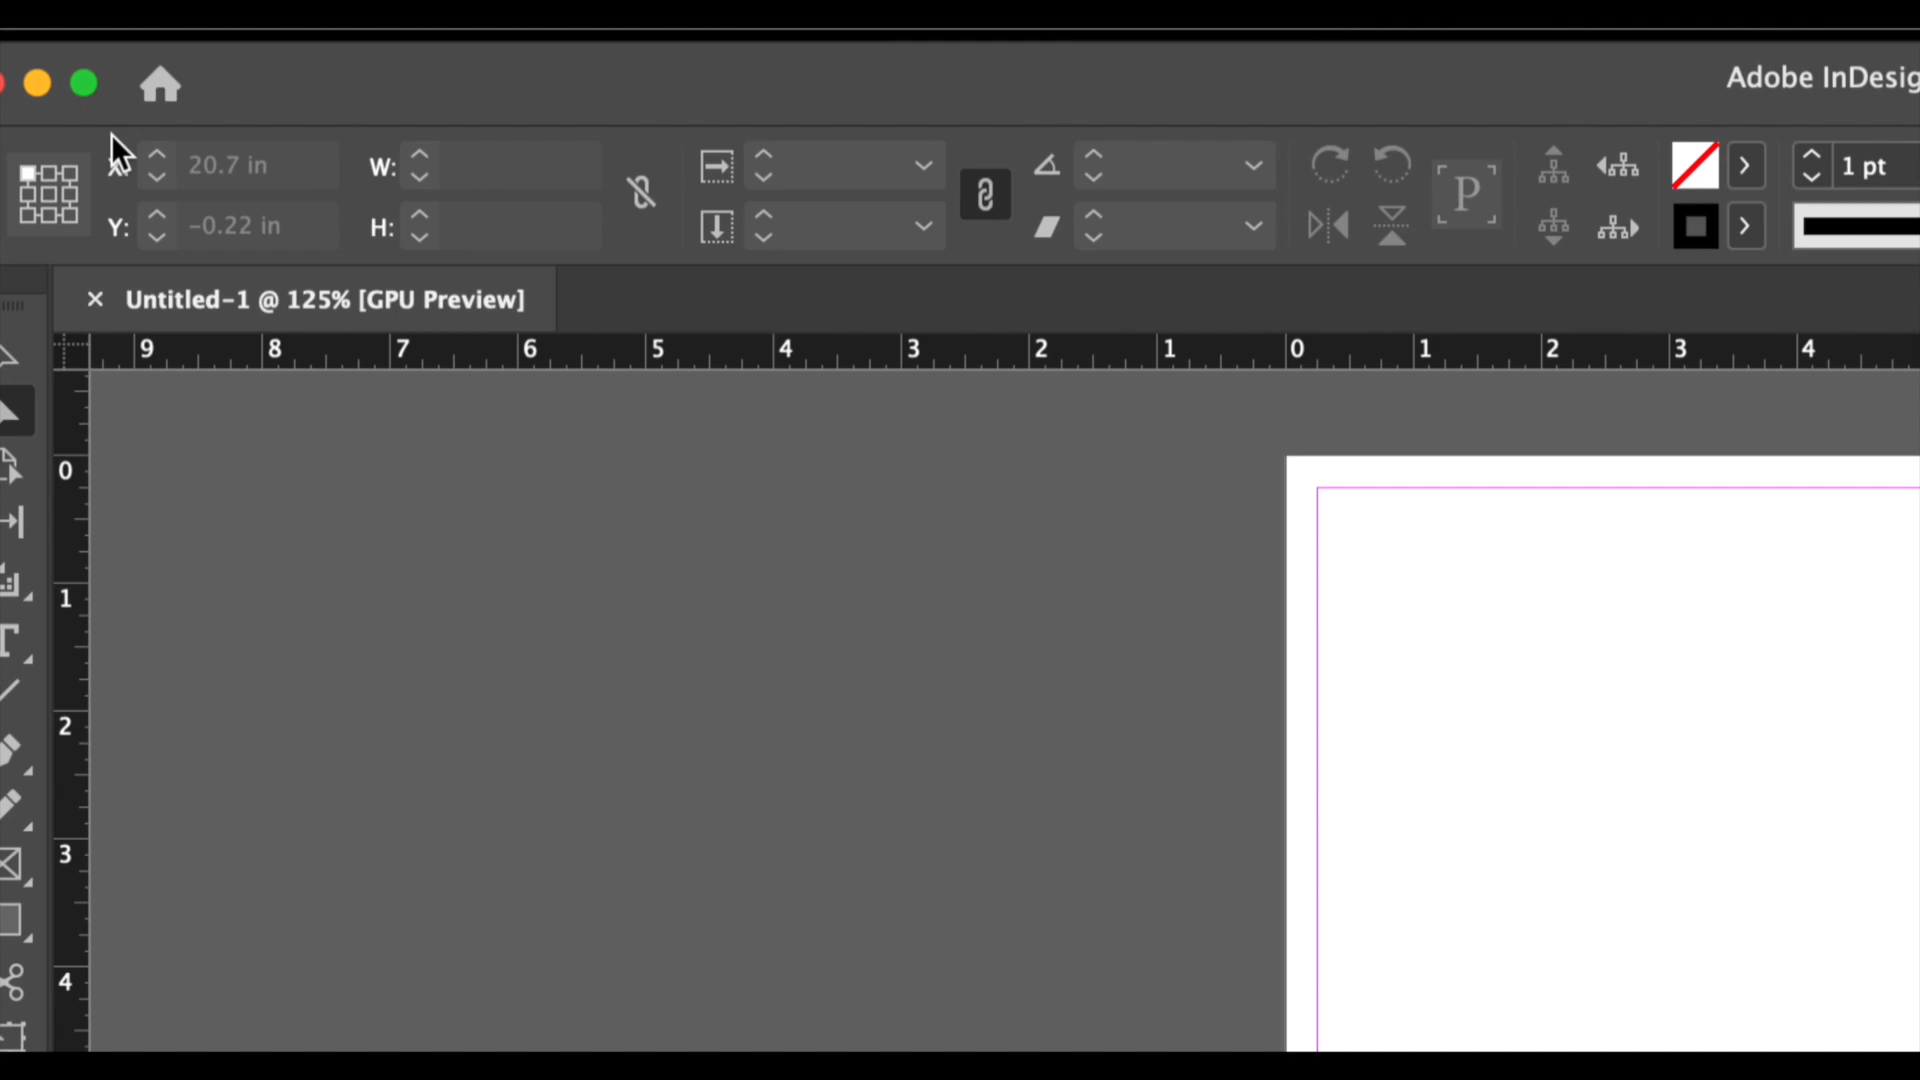 Adobe InDesig
X: 20.7 in W:
Y: -0.22 in H:
P
1 pt
× Untitled-1 @ 125% [GPU Preview]
9 8 7 6 5 4 3 2 1 0 1 2 3 4
0
1
2
3
4